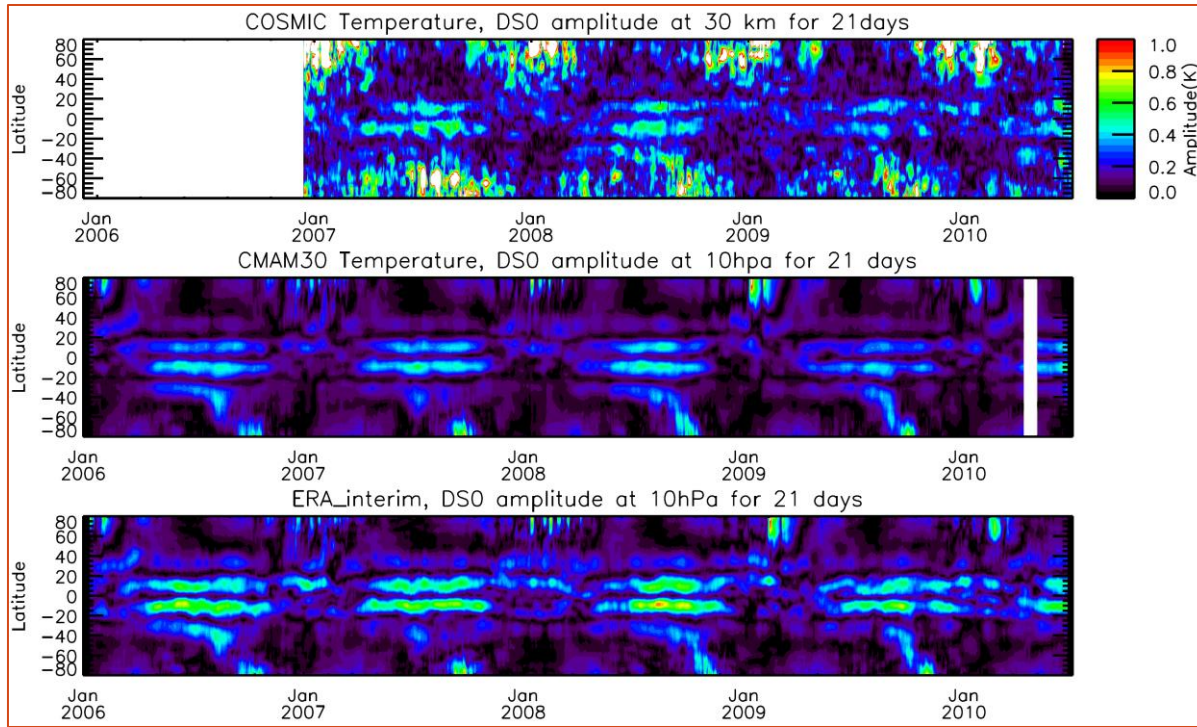 COSMIC Temperature, DSO amplitude at 30 km for 21days
80
60
40
20
0
−20
−40
−60
−80
Latitude
Jan Jan Jan Jan Jan
2006 2007 2008 2009 2010
1.0
0.8
0.6
0.4
0.2
0.0
Amplitude(K)
CMAM30 Temperature, DSO amplitude at 10hpa for 21 days
80
60
40
20
0
−20
−40
−60
−80
Latitude
Jan Jan Jan Jan Jan
2006 2007 2008 2009 2010
ERA_interim, DSO amplitude at 10hPa for 21 days
80
60
40
20
0
−20
−40
−60
−80
Latitude
Jan Jan Jan Jan Jan
2006 2007 2008 2009 2010